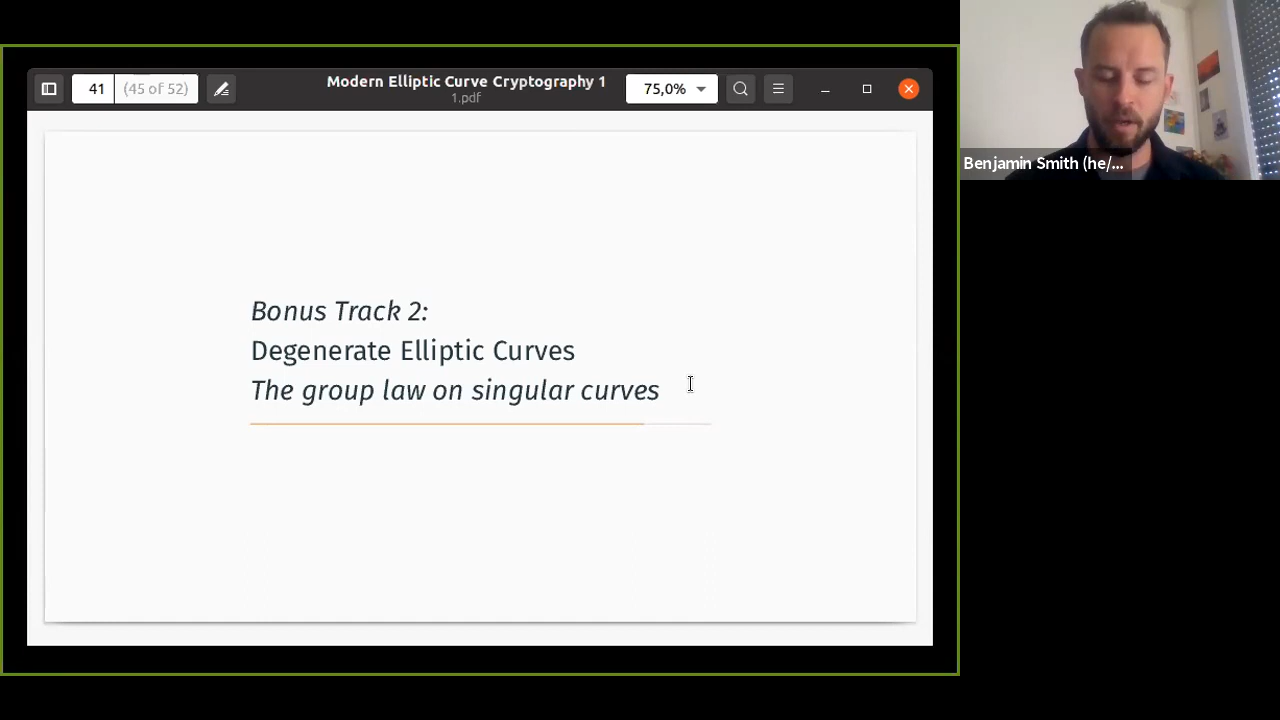 41 (45 of 52)
Modern Elliptic Curve Cryptography 1
1.pdf
75,0%
Bonus Track 2:
Degenerate Elliptic Curves
The group law on singular curves
Benjamin Smith (he/...